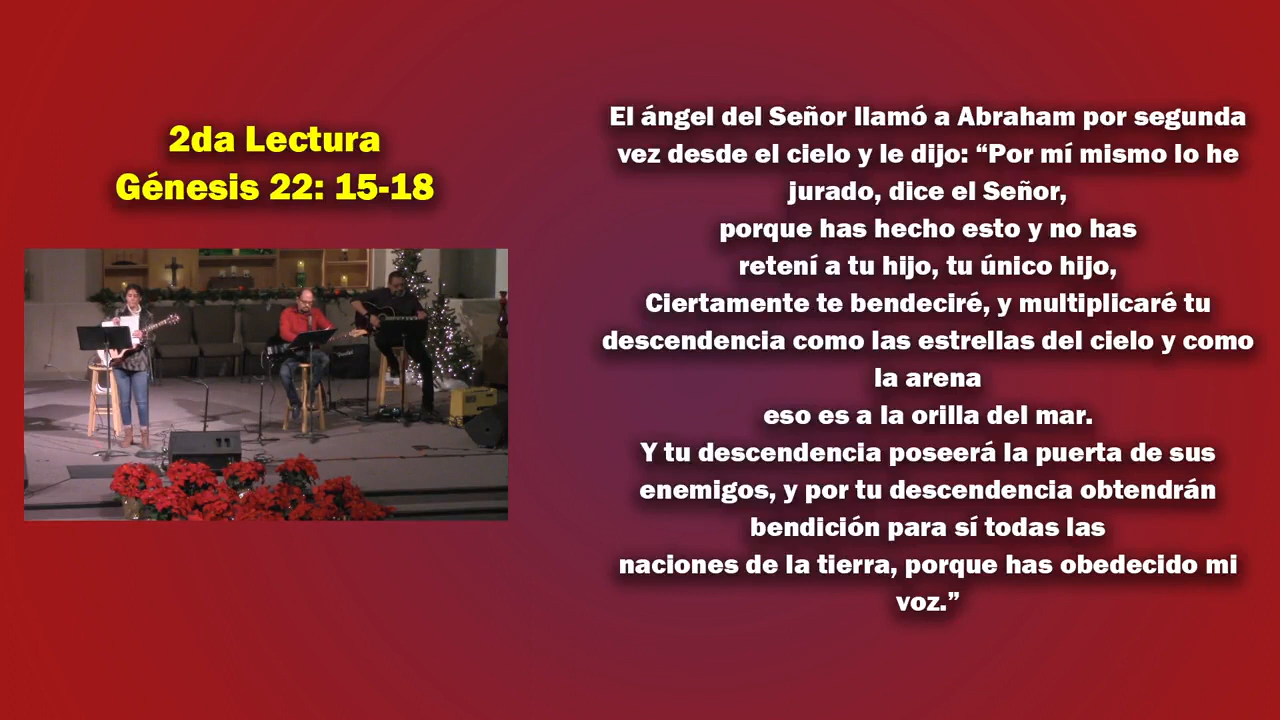 2da Lectura
Génesis 22: 15-18
El ángel del Señor llamó a Abraham por segunda
vez desde el cielo y le dijo: “Por mí mismo lo he
jurado, dice el Señor,
porque has hecho esto y no has
retení a tu hijo, tu único hijo,
Ciertamente te bendeciré, y multiplicaré tu
descendencia como las estrellas del cielo y como
la arena
eso es a la orilla del mar.
Y tu descendencia poseerá la puerta de sus
enemigos, y por tu descendencia obtendrán
bendición para sí todas las
naciones de la tierra, porque has obedecido mi
voz.”